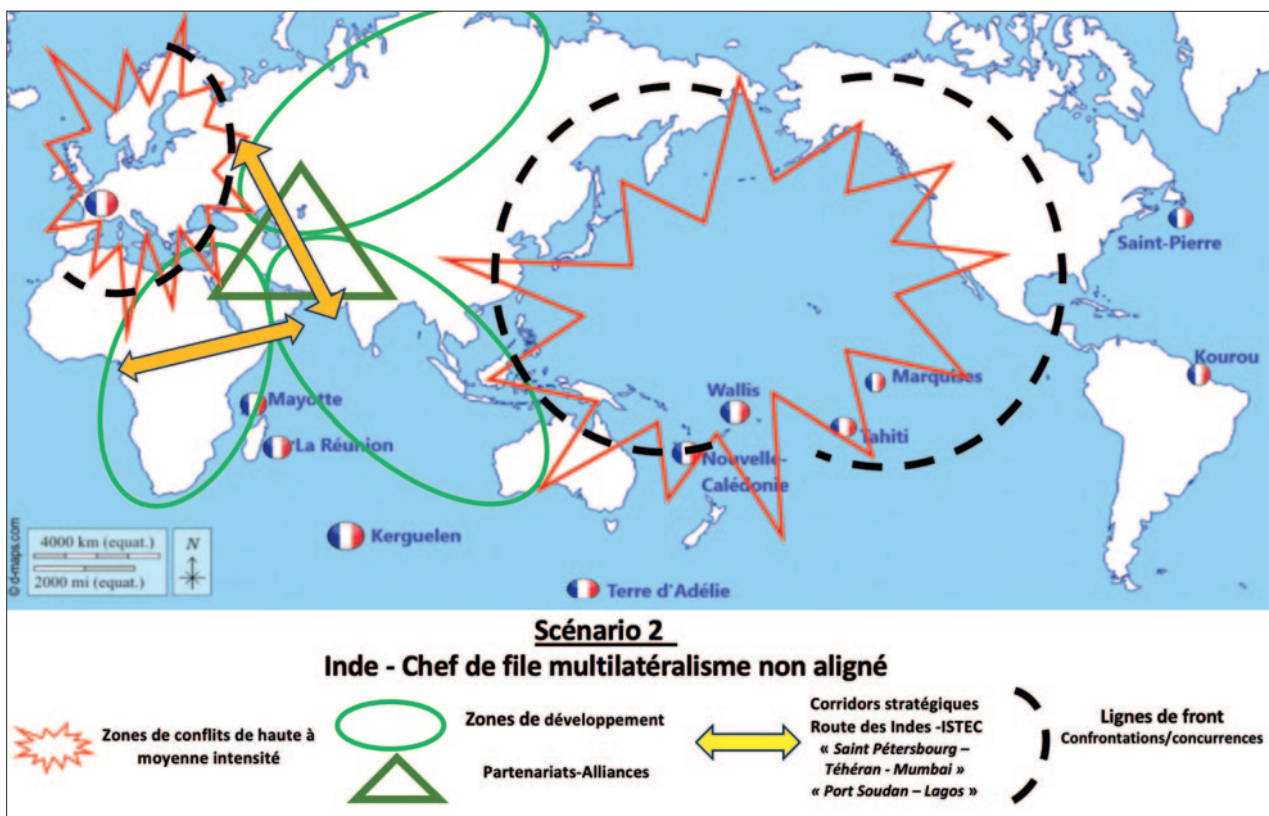 Saint-Pierre
Kourou
Marquises
Wallis
Tahiti
Mayotte
La Réunion
Nouvelle-
Calédonie
Kerguelen
Terre d'Adélie
© d-maps.com
4000 km (equat.)
2000 mi (equat.)
N
Scénario 2
Inde - Chef de file multilatéralisme non aligné
Zones de conflits de haute à
moyenne intensité
Zones de développement
Partenariats-Alliances
Corridors stratégiques
Route des Indes -ISTEC
« Saint Pétersbourg –
Téhéran - Mumbai »
« Port Soudan – Lagos »
Lignes de front
Confrontations/concurrences